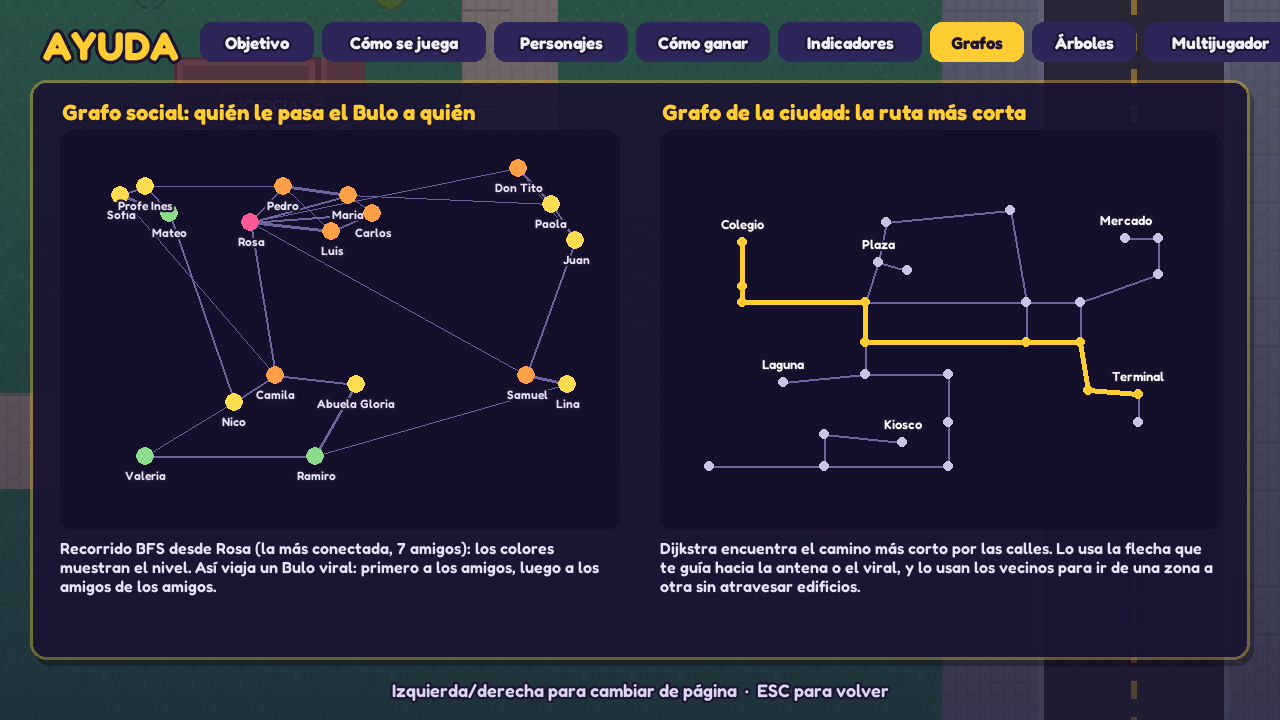 AYUDA
Objetivo
Cómo se juega
Personajes
Cómo ganar
Indicadores
Grafos
Árboles
Multijugador
Grafo social: quién le pasa el Bulo a quién
Don Tito
Profe Ines
Sofia
Pedro
Maria
Paola
Mateo
Rosa
Carlos
Luis
Juan
Camila
Abuela Gloria
Samuel
Lina
Nico
Valeria
Ramiro
Recorrido BFS desde Rosa (la más conectada, 7 amigos): los colores
muestran el nivel. Así viaja un Bulo viral: primero a los amigos, luego a los
amigos de los amigos.
Grafo de la ciudad: la ruta más corta
Colegio
Mercado
Plaza
Laguna
Terminal
Kiosco
Dijkstra encuentra el camino más corto por las calles. Lo usa la flecha que
te guía hacia la antena o el viral, y lo usan los vecinos para ir de una zona a
otra sin atravesar edificios.
Izquierda/derecha para cambiar de página · ESC para volver